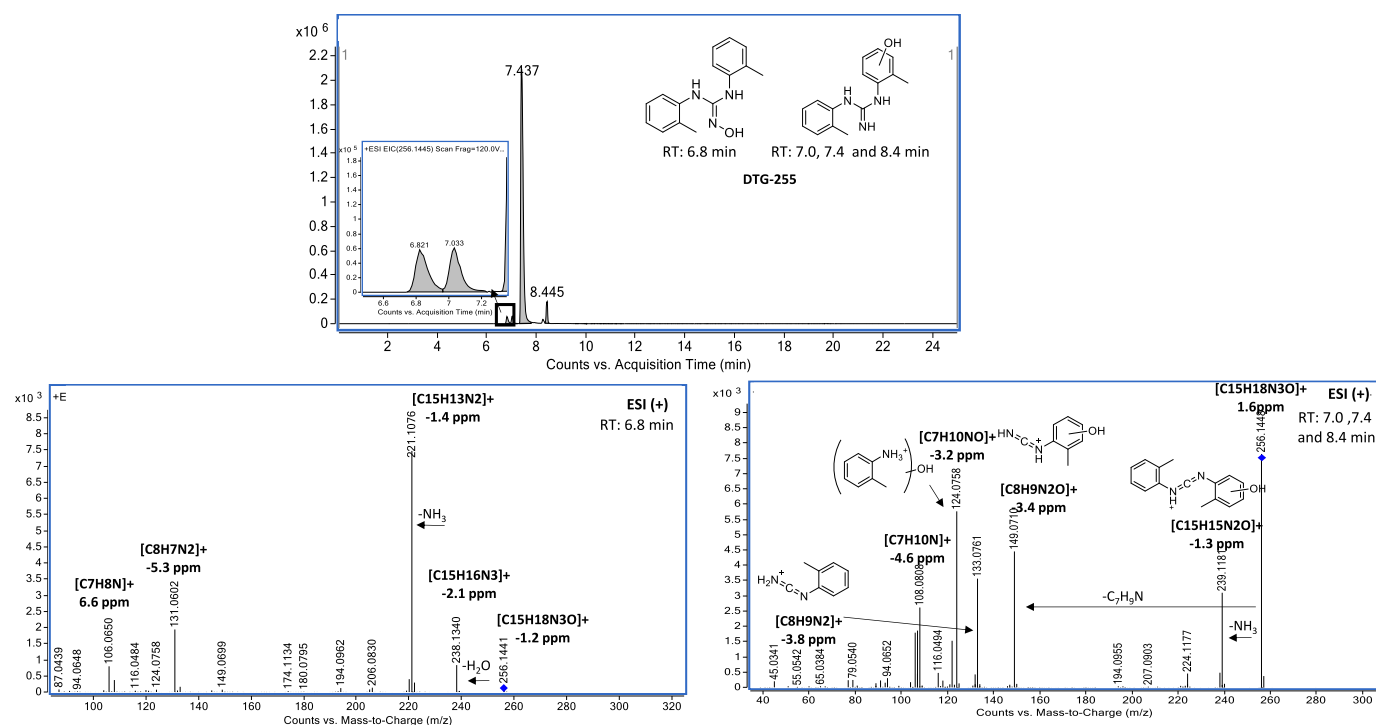 x10 6
1
1
2.2
2
1.8
1.6
1.4
1.2
1
0.8
0.6
0.4
0.2
0
7.437
8.445
OH
H
N
NH
N
OH
H
N
NH
NH
RT: 6.8 min
RT: 7.0, 7.4 and 8.4 min
DTG-255
x10 5
+ESI EIC(256.1445) Scan Frag=120.0V...
1.8
1.6
1.4
1.2
1
0.8
0.6
0.4
0.2
0
6.821
7.033
6.6 6.8 7 7.2
Counts vs. Acquisition Time (min)
2 4 6 8 10 12 14 16 18 20 22 24
Counts vs. Acquisition Time (min)
x10 3
+E
8.5
8
7.5
7
6.5
6
5.5
5
4.5
4
3.5
3
2.5
2
1.5
1
0.5
0
ESI (+)
RT: 6.8 min
[C15H13N2]+
-1.4 ppm
221.1076
-NH3
[C8H7N2]+
-5.3 ppm
131.0602
[C7H8N]+
6.6 ppm
106.0650
[C15H16N3]+
-2.1 ppm
238.1340
-H2O
[C15H18N3O]+
-1.2 ppm
256.1441
87.0439
94.0648
116.0484
124.0758
149.0699
174.1134
180.0795
194.0962
206.0830
100 120 140 160 180 200 220 240 260 280 300 320
Counts vs. Mass-to-Charge (m/z)
x10 3
9
8.5
8
7.5
7
6.5
6
5.5
5
4.5
4
3.5
3
2.5
2
1.5
1
0.5
0
[C15H18N3O]+
1.6ppm
ESI (+)
RT: 7.0 ,7.4
and 8.4 min
NH3+
OH
[C7H10NO]+
-3.2 ppm
124.0758
HN
C
+
N
H
OH
[C8H9N2O]+
-3.4 ppm
N
H
+
C
N
OH
[C15H15N2O]+
-1.3 ppm
[C7H10N]+
-4.6 ppm
108.0808
133.0761
H2N
+
C
N
[C8H9N2]+
-3.8 ppm
-C7H9N
-NH3
45.0341
55.0542
65.0384
79.0540
94.0652
116.0494
194.0955
207.0903
224.1177
40 60 80 100 120 140 160 180 200 220 240 260 280 300
Counts vs. Mass-to-Charge (m/z)